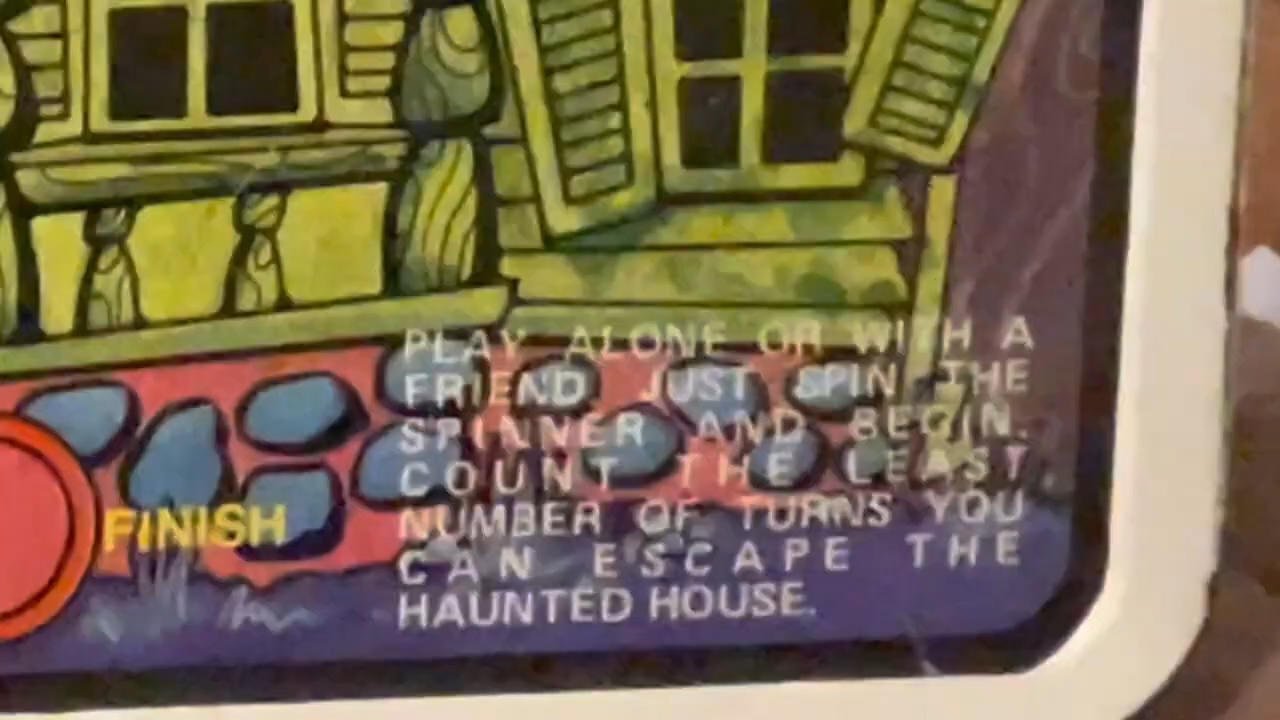 PLAY ALONE OR WITH A
FRIEND JUST SPIN THE
SPINNER AND BEGIN.
COUNT THE LEAST
NUMBER OF TURNS YOU
CAN ESCAPE THE
HAUNTED HOUSE.
FINISH